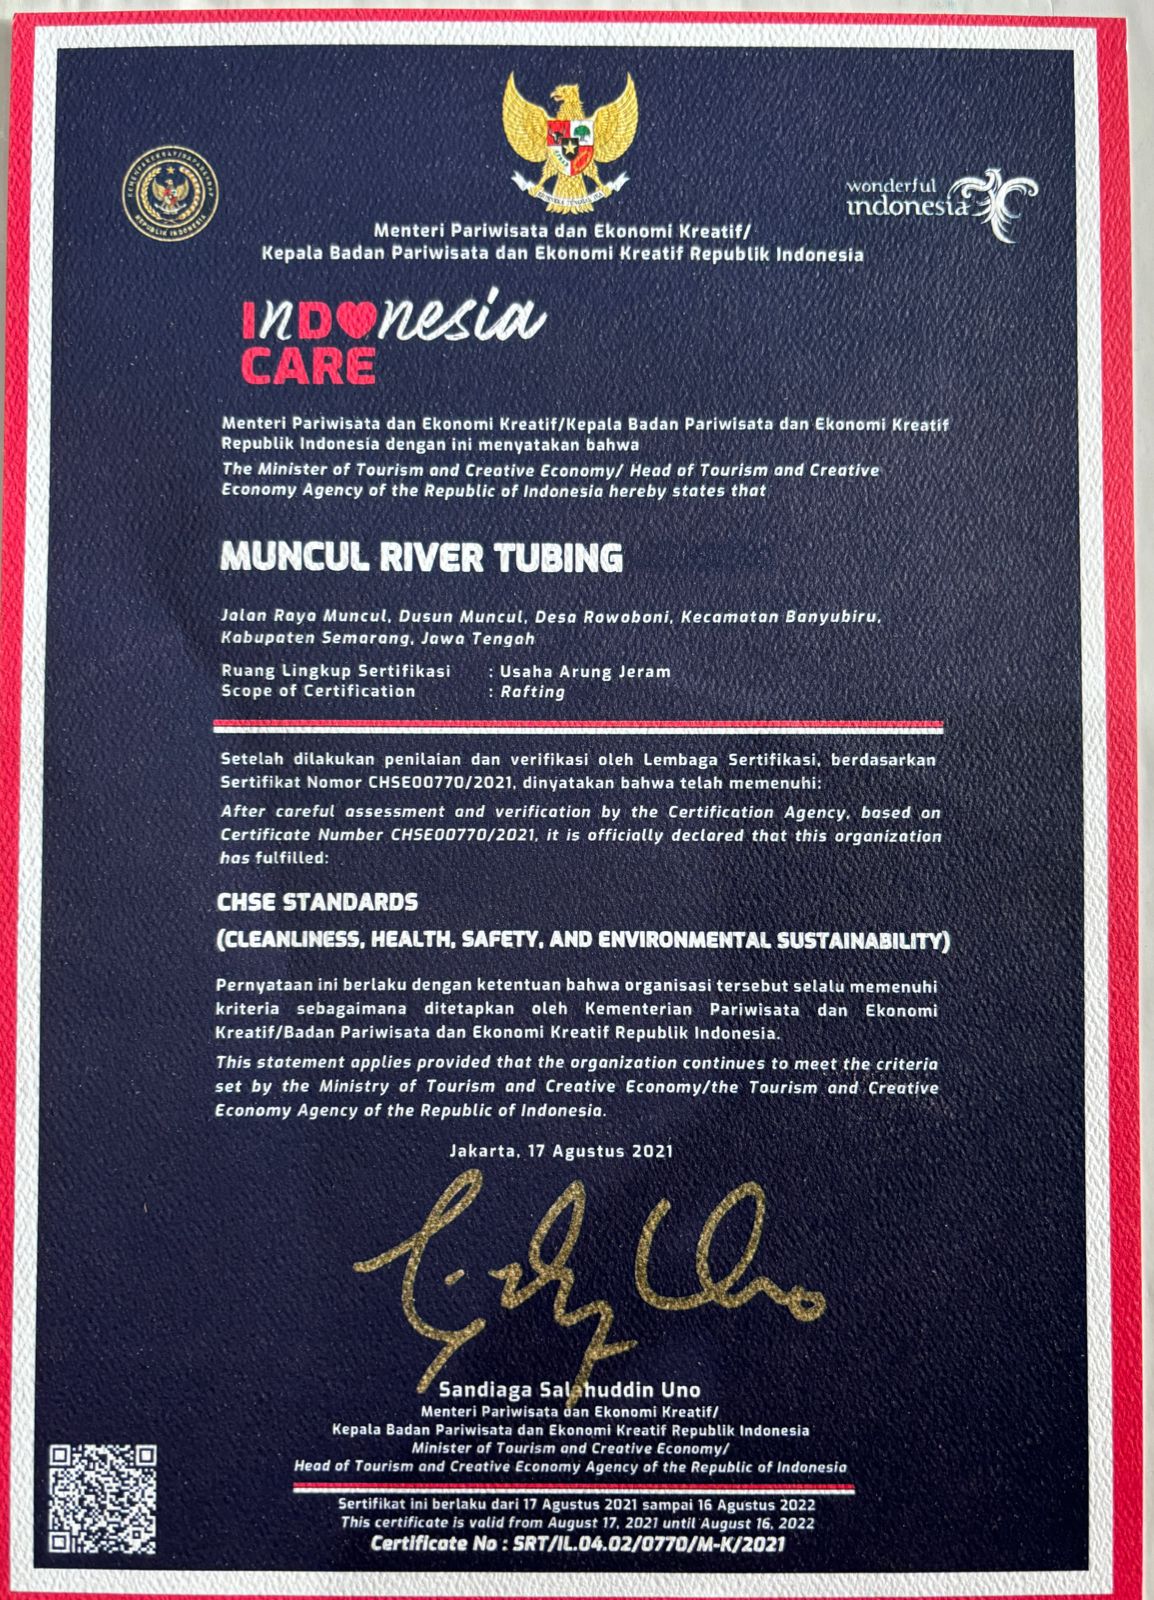 KEMENPAREKRAF/BAPAREKRAF
REPUBLIK INDONESIA
wonderful
indonesia
Menteri Pariwisata dan Ekonomi Kreatif/
Kepala Badan Pariwisata dan Ekonomi Kreatif Republik Indonesia
INDONesia
CARE
Menteri Pariwisata dan Ekonomi Kreatif/Kepala Badan Pariwisata dan Ekonomi Kreatif
Republik Indonesia dengan ini menyatakan bahwa
The Minister of Tourism and Creative Economy/ Head of Tourism and Creative
Economy Agency of the Republic of Indonesia hereby states that
MUNCUL RIVER TUBING
Jalan Raya Muncul, Dusun Muncul, Desa Rowoboni, Kecamatan Banyubiru,
Kabupaten Semarang, Jawa Tengah
Ruang Lingkup Sertifikasi : Usaha Arung Jeram
Scope of Certification : Rafting
Setelah dilakukan penilaian dan verifikasi oleh Lembaga Sertifikasi, berdasarkan
Sertifikat Nomor CHSE00770/2021, dinyatakan bahwa telah memenuhi:
After careful assessment and verification by the Certification Agency, based on
Certificate Number CHSE00770/2021, it is officially declared that this organization
has fulfilled:
CHSE STANDARDS
(CLEANLINESS, HEALTH, SAFETY, AND ENVIRONMENTAL SUSTAINABILITY)
Pernyataan ini berlaku dengan ketentuan bahwa organisasi tersebut selalu memenuhi
kriteria sebagaimana ditetapkan oleh Kementerian Pariwisata dan Ekonomi
Kreatif/Badan Pariwisata dan Ekonomi Kreatif Republik Indonesia.
This statement applies provided that the organization continues to meet the criteria
set by the Ministry of Tourism and Creative Economy/the Tourism and Creative
Economy Agency of the Republic of Indonesia.
Jakarta, 17 Agustus 2021
Sandiaga Salahuddin Uno
Menteri Pariwisata dan Ekonomi Kreatif/
Kepala Badan Pariwisata dan Ekonomi Kreatif Republik Indonesia
Minister of Tourism and Creative Economy/
Head of Tourism and Creative Economy Agency of the Republic of Indonesia
Sertifikat ini berlaku dari 17 Agustus 2021 sampai 16 Agustus 2022
This certificate is valid from August 17, 2021 until August 16, 2022
Certificate No : SRT/IL.04.02/0770/M-K/2021